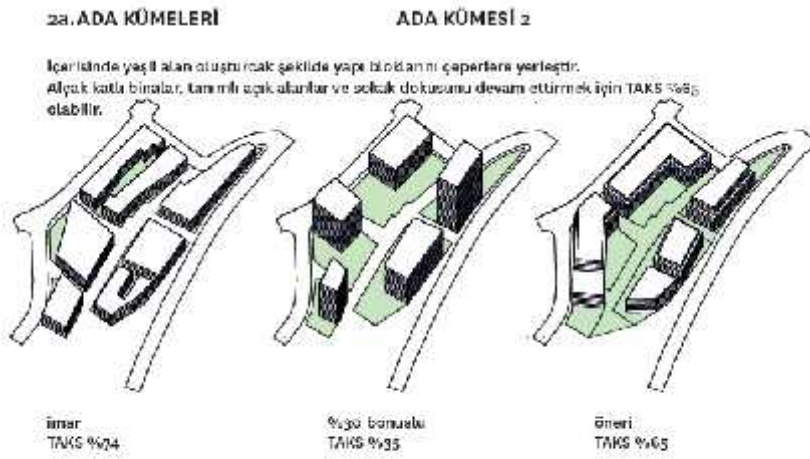 2a. ADA KÜMELERİ
ADA KÜMESİ 2
İçerisinde yeşil alan oluşturcak şekilde yapı bloklarını çeperlere yerleştir.
Alçak katlı binalar, tanımlı açık alanlar ve sokak dokusunu devam ettirmek için TAKS %65
olabilir.
imar
TAKS %74
%30 bonuslu
TAKS %35
öneri
TAKS %65